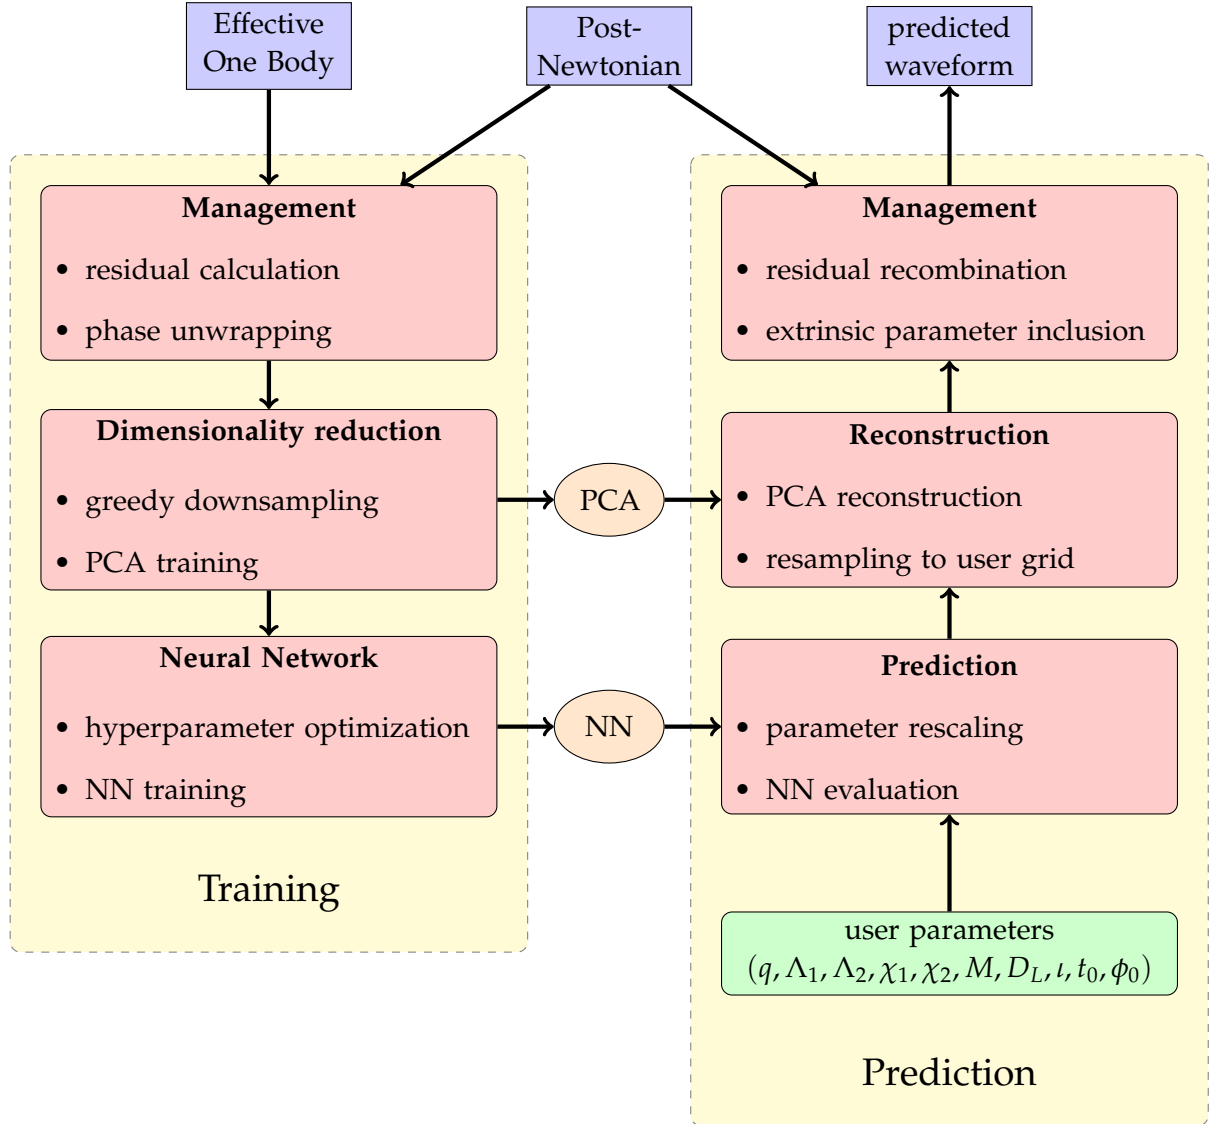 Effective
One Body
Post-
Newtonian
predicted
waveform
Management
• residual calculation
• phase unwrapping
Dimensionality reduction
• greedy downsampling
• PCA training
Neural Network
• hyperparameter optimization
• NN training
Training
PCA
NN
Management
• residual recombination
• extrinsic parameter inclusion
Reconstruction
• PCA reconstruction
• resampling to user grid
Prediction
• parameter rescaling
• NN evaluation
user parameters
(q, Λ₁, Λ₂, χ₁, χ₂, M, D_L, ι, t₀, ϕ₀)
Prediction